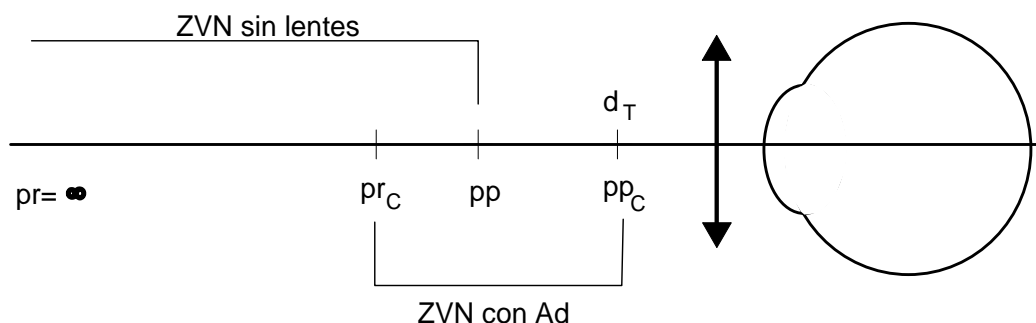 ZVN sin lentes
d_T
pr= ∞
pr_C
pp
pp_C
ZVN con Ad